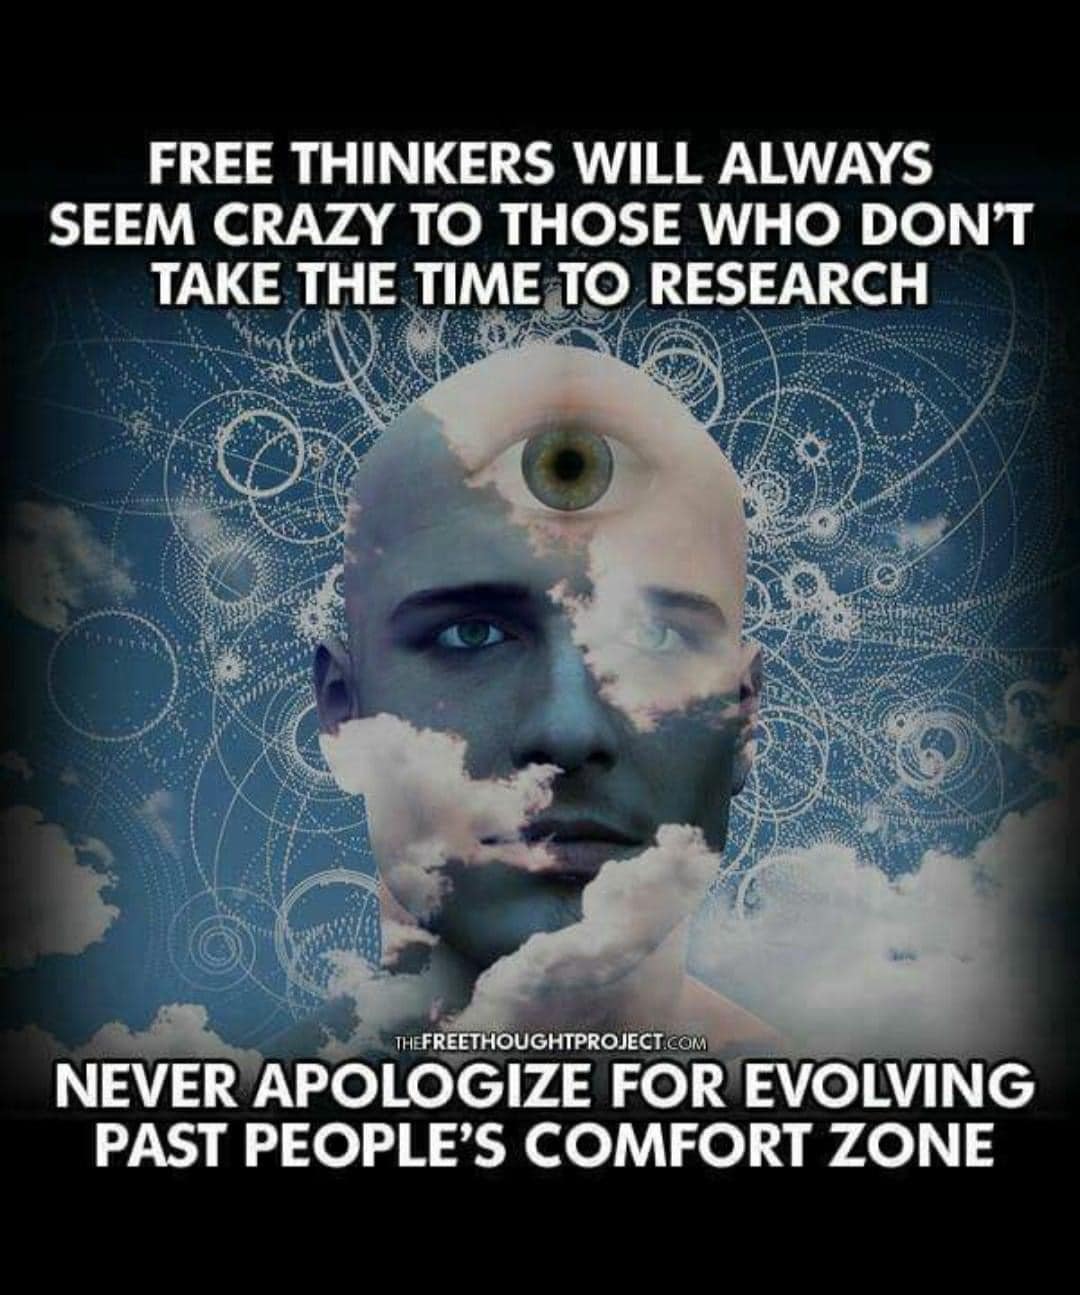 FREE THINKERS WILL ALWAYS
SEEM CRAZY TO THOSE WHO DON'T
TAKE THE TIME TO RESEARCH
THEFREETHOUGHTPROJECT.COM
NEVER APOLOGIZE FOR EVOLVING
PAST PEOPLE'S COMFORT ZONE